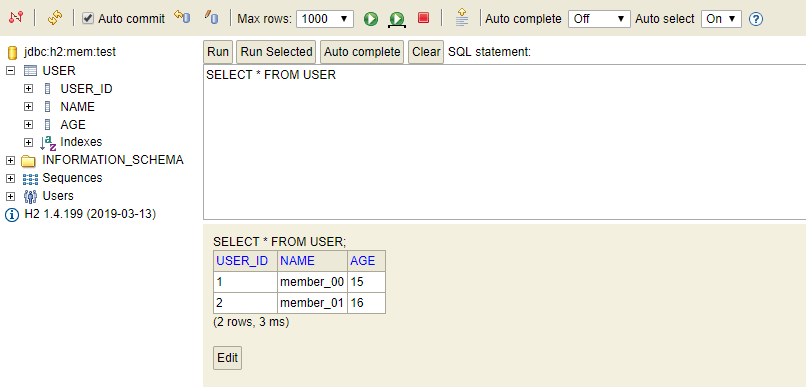 Auto commit Max rows: 1000 Auto complete Off Auto select On
jdbc:h2:mem:test
USER
USER_ID
NAME
AGE
Indexes
INFORMATION_SCHEMA
Sequences
Users
H2 1.4.199 (2019-03-13)
Run Run Selected Auto complete Clear SQL statement:
SELECT * FROM USER
SELECT * FROM USER;
USER_ID NAME AGE
1 member_00 15
2 member_01 16
(2 rows, 3 ms)
Edit